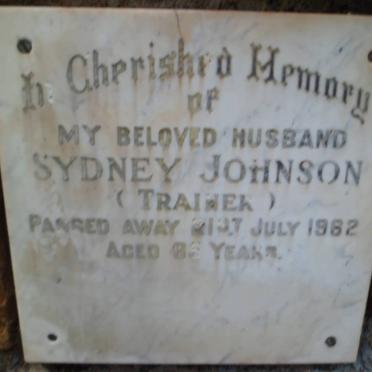 In Cherished Memory
of
MY BELOVED HUSBAND
SYDNEY JOHNSON
( TRAINER )
PASSED AWAY 21ST JULY 1962
AGED YEARS.